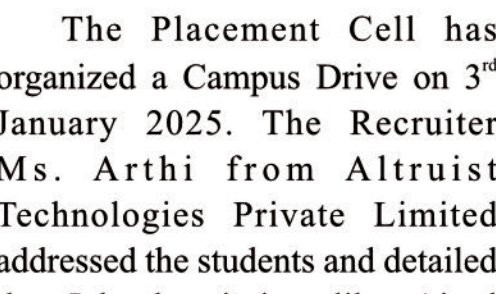 The Placement Cell has
organized a Campus Drive on 3rd
January 2025. The Recruiter
Ms. Arthi from Altruist
Technologies Private Limited
addressed the students and detailed